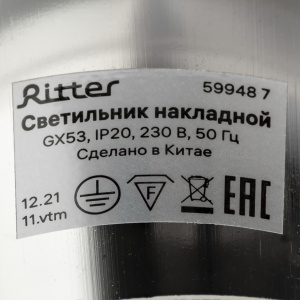 Ritter 59948 7
Светильник накладной
GX53, IP20, 230 В, 50 Гц
Сделано в Китае
12.21
11.vtm
F EAC